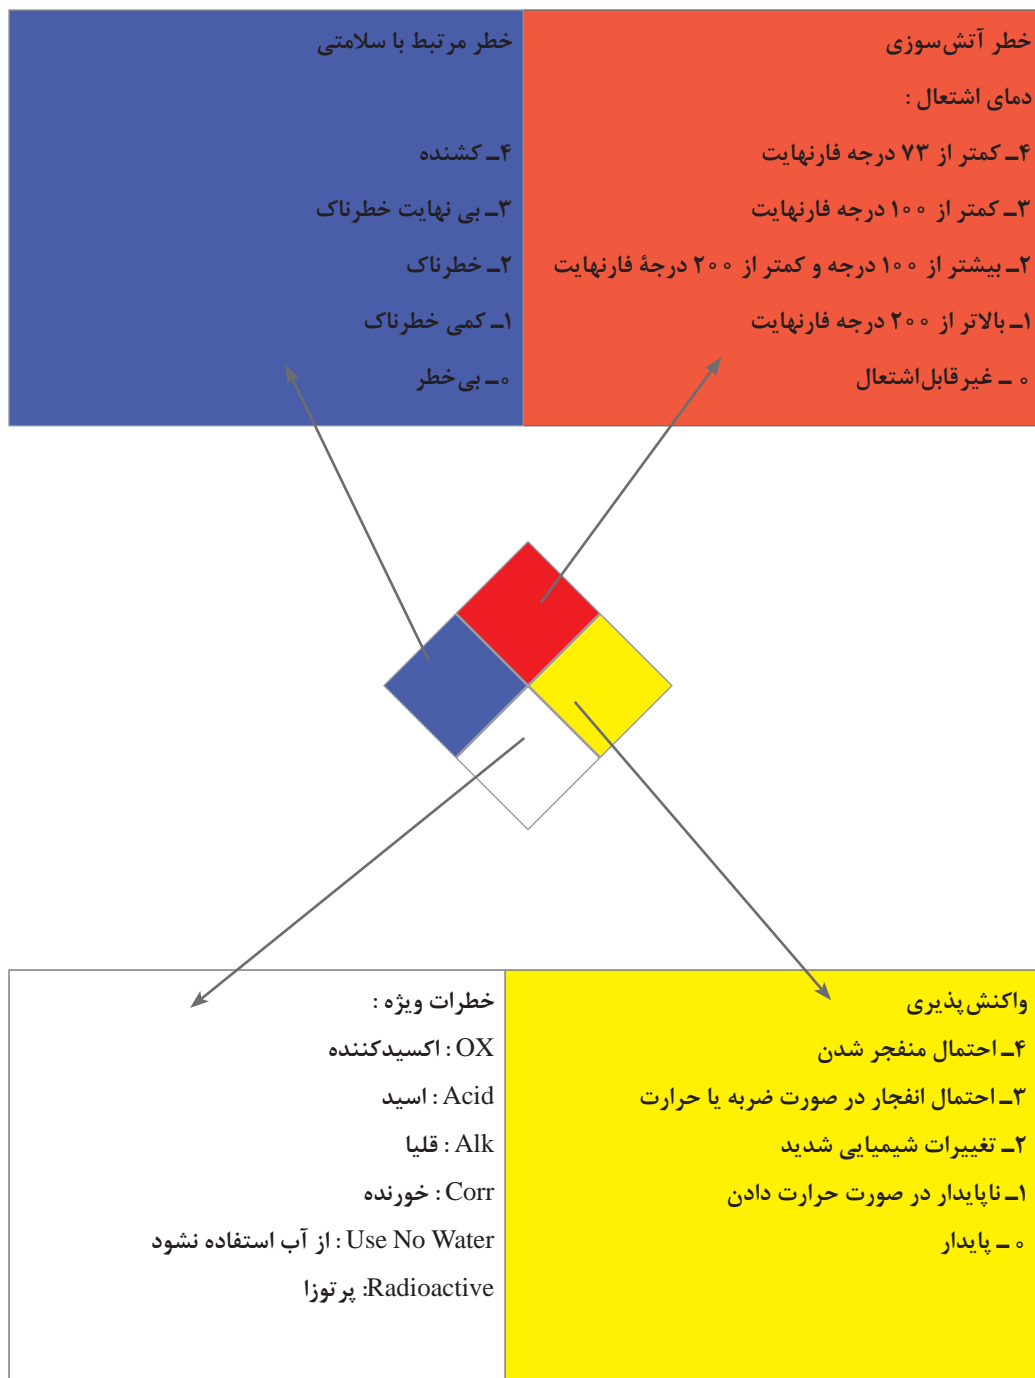 خطر آتش‌سوزی
دمای اشتعال :
۴ـ کمتر از ۷۳ درجه فارنهایت
۳ـ کمتر از ۱۰۰ درجه فارنهایت
۲ـ بیشتر از ۱۰۰ درجه و کمتر از ۲۰۰ درجۀ فارنهایت
۱ـ بالاتر از ۲۰۰ درجه فارنهایت
۰ ـ غیرقابل‌اشتعال
خطر مرتبط با سلامتی
۴ـ کشنده
۳ـ بی نهایت خطرناک
۲ـ خطرناک
۱ـ کمی خطرناک
۰ـ بی‌خطر
واکنش‌پذیری
۴ـ احتمال منفجر شدن
۳ـ احتمال انفجار در صورت ضربه یا حرارت
۲ـ تغییرات شیمیایی شدید
۱ـ ناپایدار در صورت حرارت دادن
۰ ـ پایدار
خطرات ویژه :
OX : اکسیدکننده
Acid : اسید
Alk : قلیا
Corr : خورنده
Use No Water : از آب استفاده نشود
Radioactive: پرتوزا